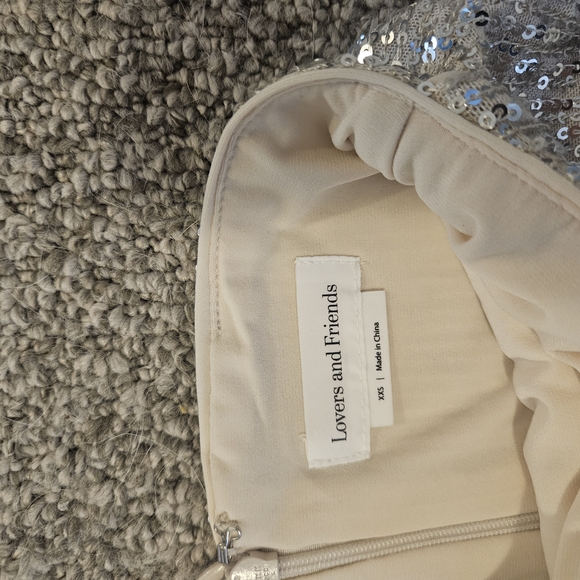 Lovers and Friends
XXS | Made in China